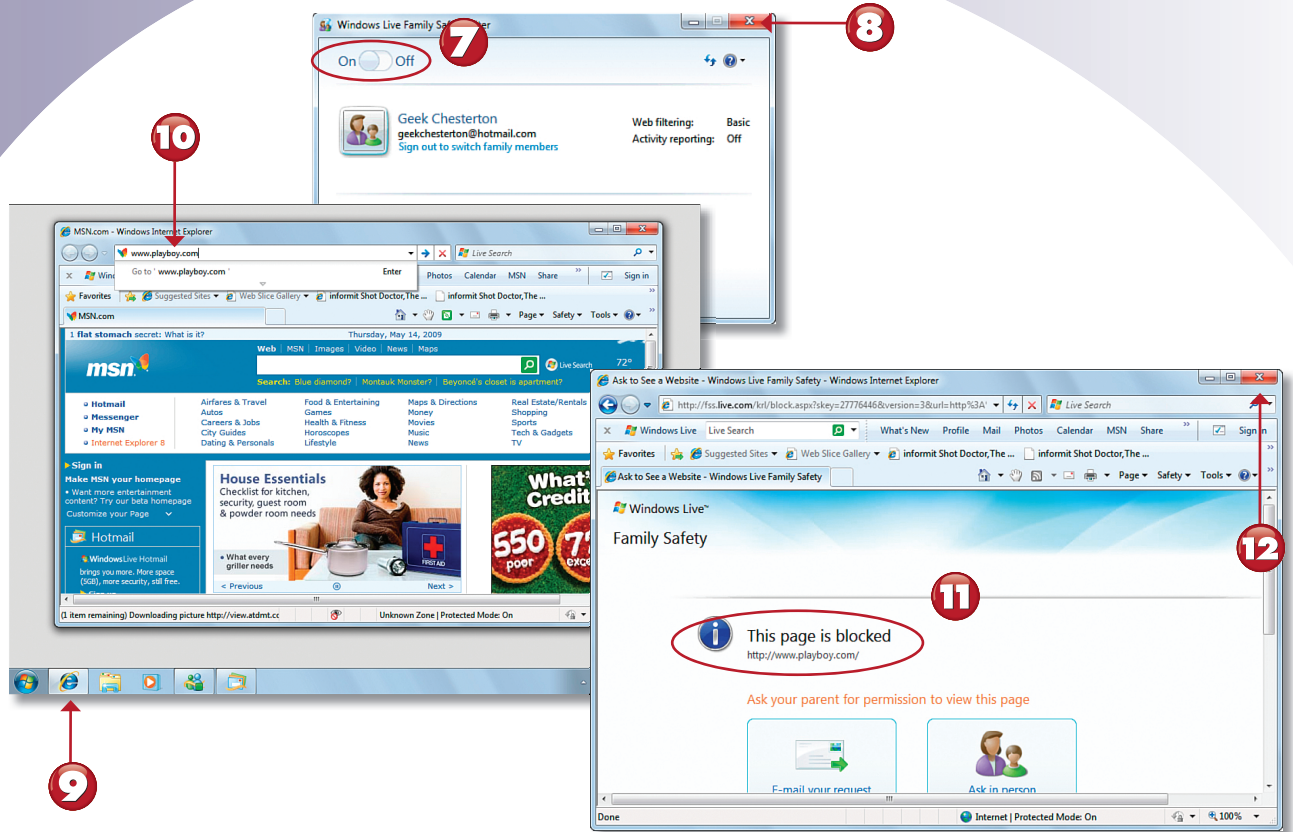 Windows Live Family Sa ter
7
8
On Off
Geek Chesterton
geekchesterton@hotmail.com
Sign out to switch family members
Web filtering: Basic
Activity reporting: Off
10
MSN.com - Windows Internet Explorer
www.playboy.com
Live Search
Go to ' www.playboy.com ' Enter
X Wind Photos Calendar MSN Share » Sign in
Favorites Suggested Sites Web Slice Gallery informit Shot Doctor,The ... informit Shot Doctor,The ... »
MSN.com Page Safety Tools »
1 flat stomach secret: What is it? Thursday, May 14, 2009
Web | MSN | Images | Video | News | Maps
msn
Live Search 72°
Search: Blue diamond? | Montauk Monster? | Beyoncé's closet is apartment?
Hotmail
Messenger
My MSN
Internet Explorer 8
Airfares & Travel
Autos
Careers & Jobs
City Guides
Dating & Personals
Food & Entertaining
Games
Health & Fitness
Horoscopes
Lifestyle
Maps & Directions
Money
Movies
Music
News
Real Estate/Rentals
Shopping
Sports
Tech & Gadgets
TV
Sign in
Make MSN your homepage
• Want more entertainment
content? Try our beta homepage
Customize your Page
Hotmail
WindowsLive Hotmail
brings you more. More space
(5GB), more security, still free.
House Essentials
Checklist for kitchen,
security, guest room
& powder room needs
• What every
griller needs
FIRST AID
< Previous Next >
What'
Credit
550
poor
7
exce
(1 item remaining) Downloading picture http://view.atdmt.cc Unknown Zone | Protected Mode: On
9
Ask to See a Website - Windows Live Family Safety - Windows Internet Explorer
http://fss.live.com/krl/block.aspx?skey=27776446&version=3&url=http%3A' Live Search
X Windows Live Live Search What's New Profile Mail Photos Calendar MSN Share » Sign in
Favorites Suggested Sites Web Slice Gallery informit Shot Doctor,The ... informit Shot Doctor,The ... »
Ask to See a Website - Windows Live Family Safety Page Safety Tools »
Windows Live™
Family Safety
12
11
This page is blocked
http://www.playboy.com/
Ask your parent for permission to view this page
E-mail your request
Ask in person
Done Internet | Protected Mode: On 100%